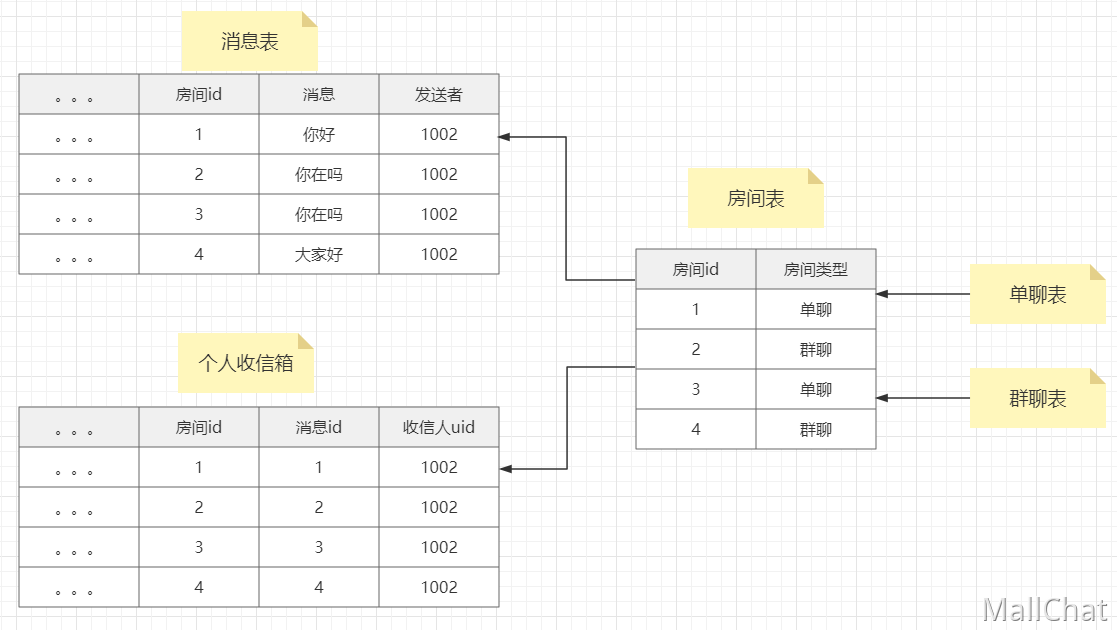 消息表
。。。 房间id 消息 发送者
。。。 1 你好 1002
。。。 2 你在吗 1002
。。。 3 你在吗 1002
。。。 4 大家好 1002
房间表
房间id 房间类型
1 单聊
2 群聊
3 单聊
4 群聊
单聊表
群聊表
个人收信箱
。。。 房间id 消息id 收信人uid
。。。 1 1 1002
。。。 2 2 1002
。。。 3 3 1002
。。。 4 4 1002
MallChat